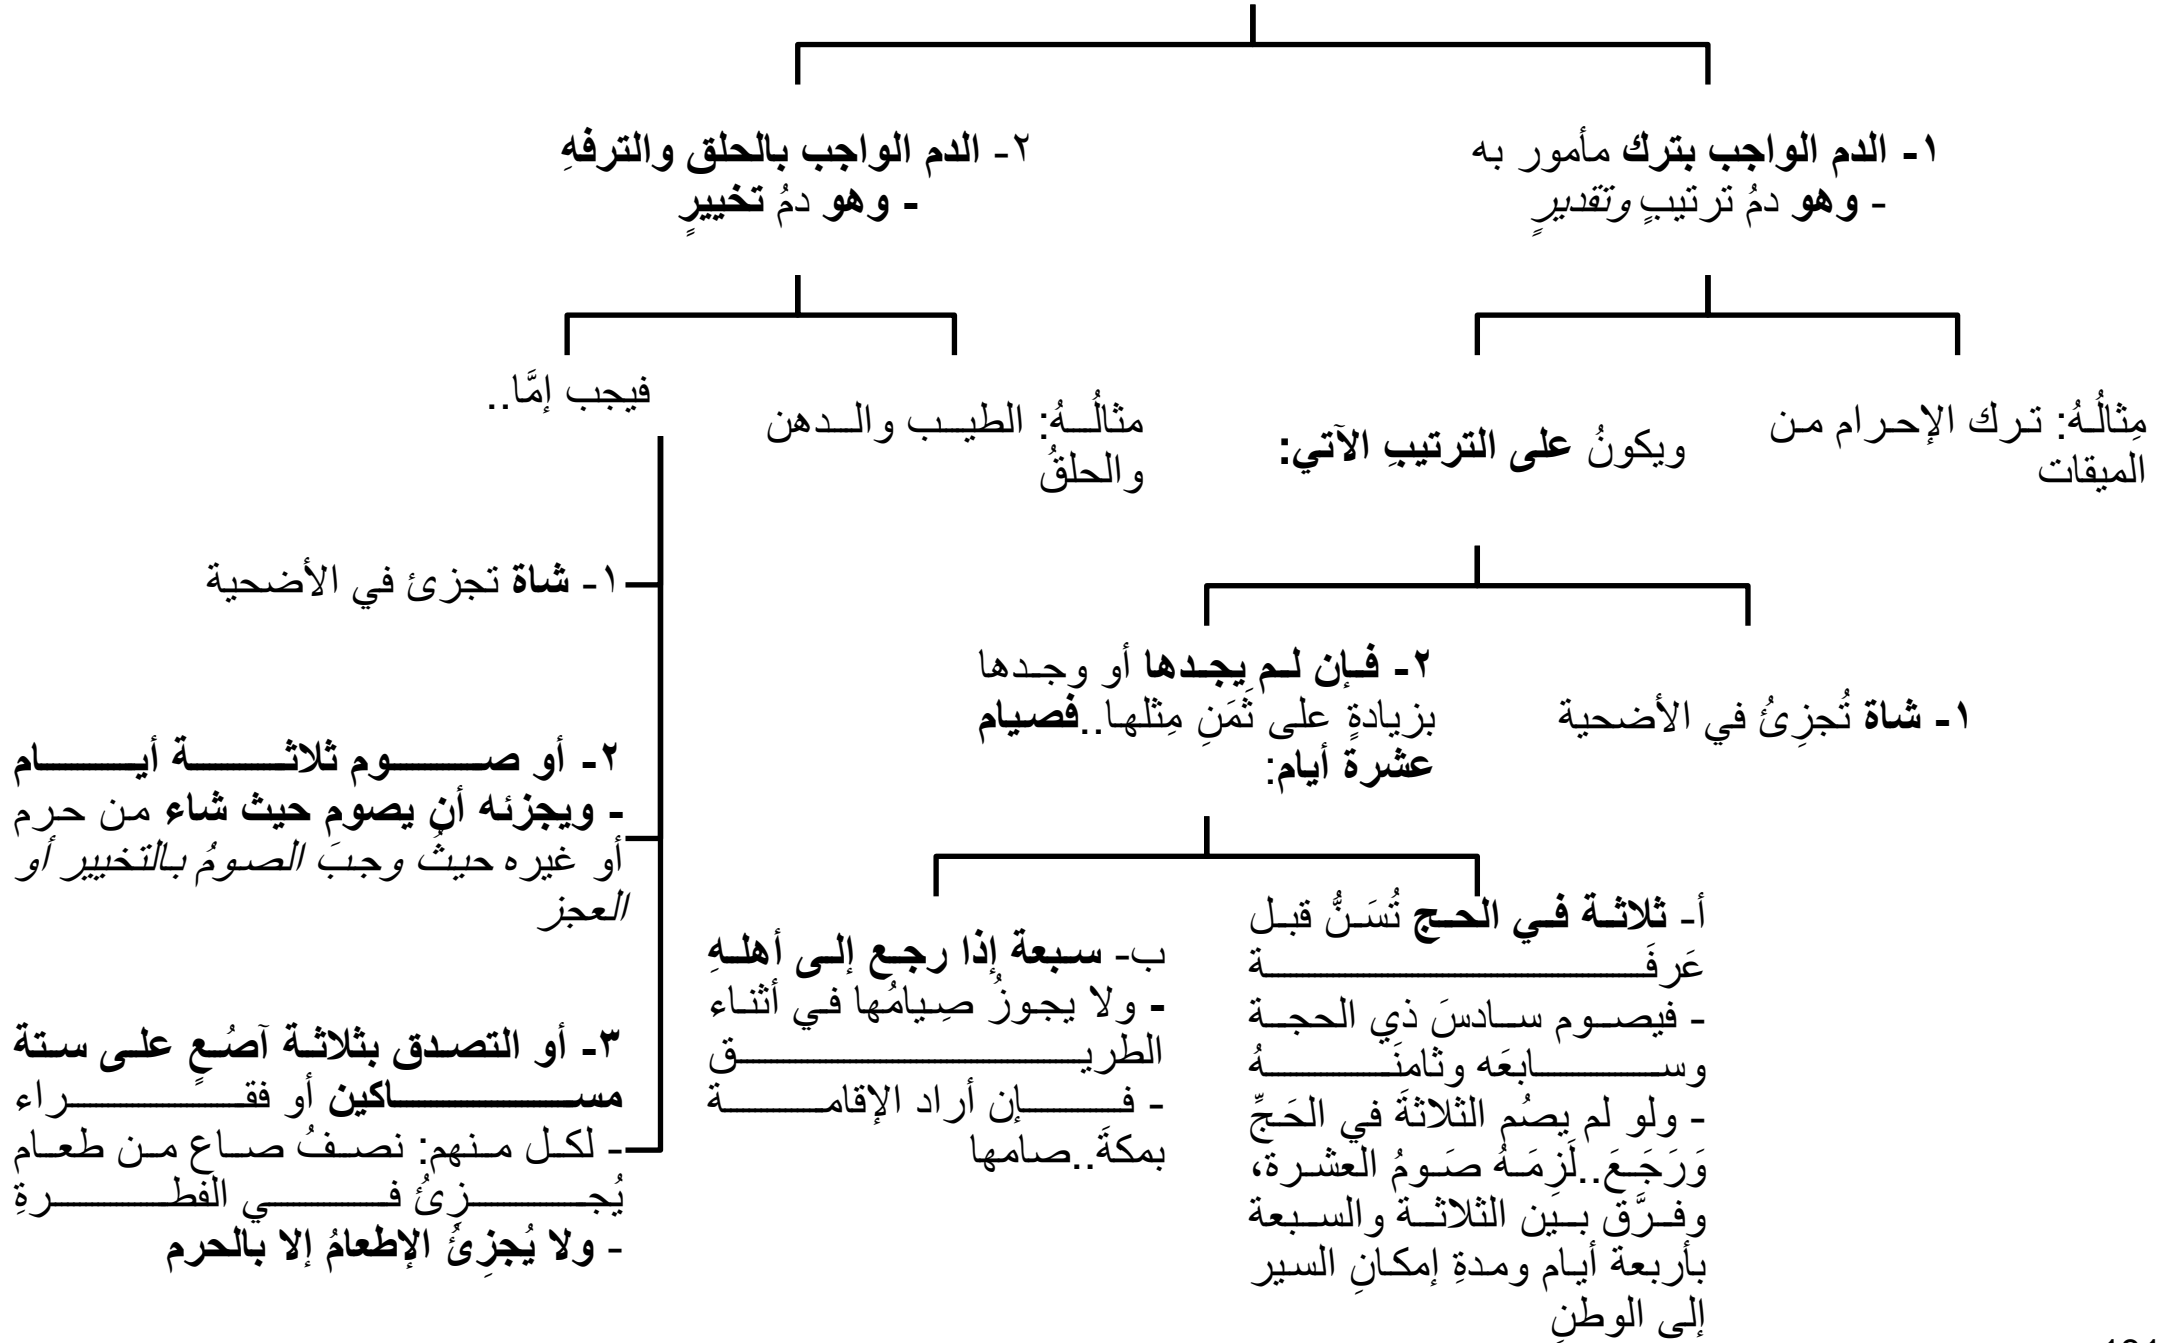 ١- الدم الواجب بترك مأمور به
- وهو دمُ ترتيبٍ وتقديرٍ
٢- الدم الواجب بالحلق والترفهِ
- وهو دمُ تخييرٍ
مِثالُهُ: ترك الإحرام من
الميقات
ويكونُ على الترتيبِ الآتي:
مثالُهُ: الطيب والدهن
والحلقُ
فيجب إمَّا..
١- شاة تُجزِئُ في الأضحية
٢- فإن لم يجدها أو وجدها
بزيادةٍ على ثَمَنِ مِثلها..فصيام
عشرة أيام:
أ- ثلاثة في الحج تُسَنُّ قبل
عَرفَة
- فيصوم سادسَ ذي الحجة
وسابعَه وثامنَهُ
- ولو لم يصُم الثلاثةَ في الحَجِّ
وَرَجَعَ..لَزِمَهُ صَومُ العشرة،
وفرَّق بين الثلاثة والسبعة
بأربعة أيام ومدةِ إمكانِ السير
إلى الوطنِ
ب- سبعة إذا رجع إلى أهلهِ
- ولا يجوزُ صِيامُها في أثناء
الطريق
- فإن أراد الإقامة
بمكةَ..صامها
١- شاة تجزئ في الأضحية
٢- أو صوم ثلاثة أيام
- ويجزئه أن يصوم حيث شاء من حرم
أو غيره حيثُ وجبَ الصومُ بالتخيير أو
العجز
٣- أو التصدق بثلاثة آصُعٍ على ستة
مساكين أو فقراء
- لكل منهم: نصفُ صاع من طعام
يُجزِئُ في الفطرةِ
- ولا يُجزِئُ الإطعامُ إلا بالحرم